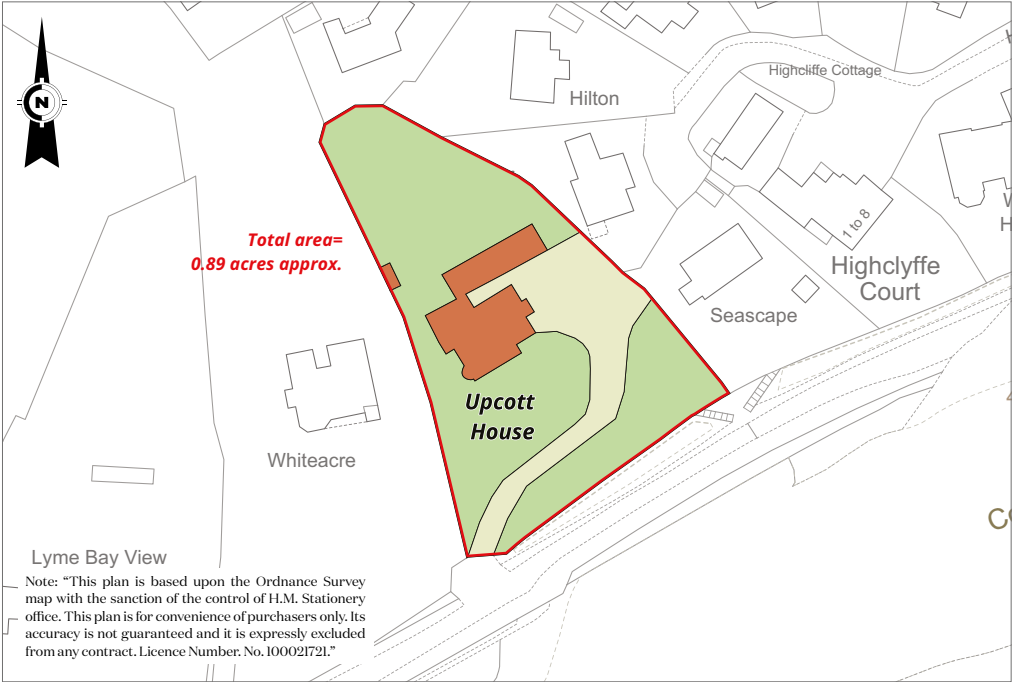 N
Highcliffe Cottage
Hilton
1 to 8
Total area=
0.89 acres approx.
Highclyffe
Court
Seascape
Upcott
House
Whiteacre
Lyme Bay View
Note: “This plan is based upon the Ordnance Survey
map with the sanction of the control of H.M. Stationery
office. This plan is for convenience of purchasers only. Its
accuracy is not guaranteed and it is expressly excluded
from any contract. Licence Number. No. 100021721.”